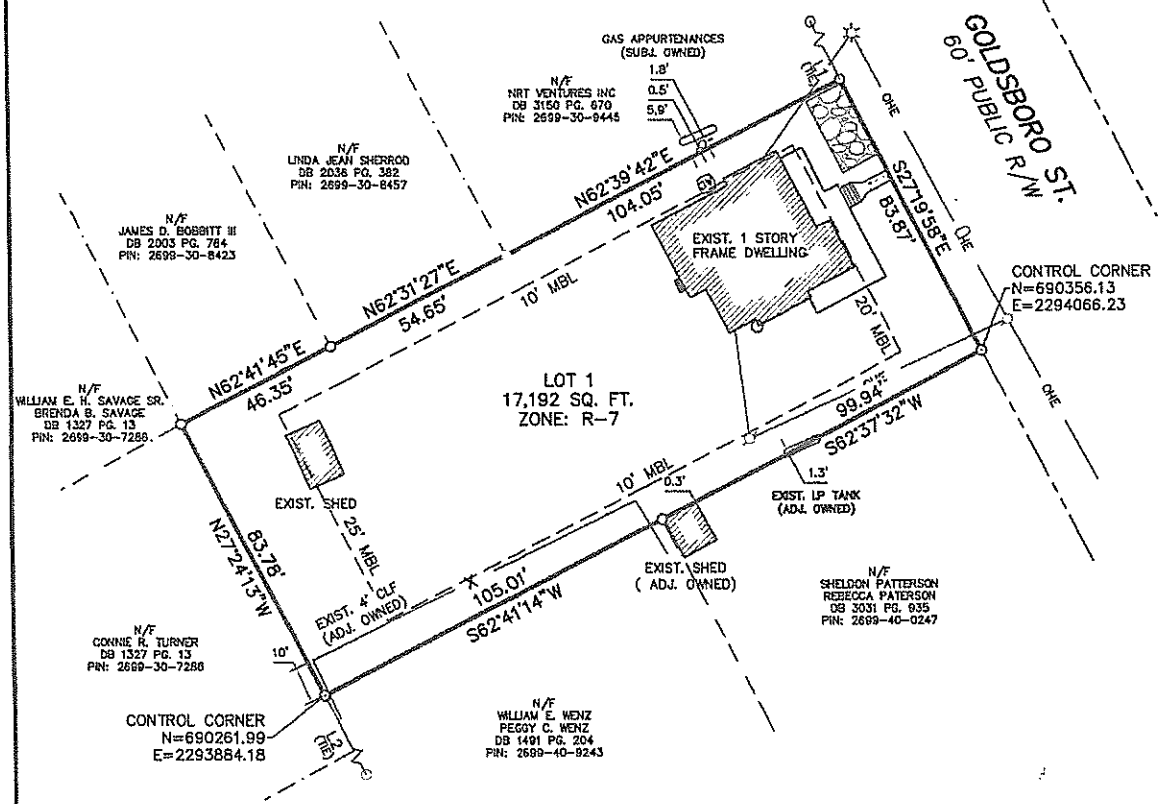 GOLDSBORO ST.
60' PUBLIC R/W
GAS APPURTENANCES
(SUBJ. OWNED)
1.8'
0.5'
5.9'
L1
(TIE)
OHE
N/F
NRT VENTURES INC
DB 3150 PG. 670
PIN: 2699-30-9445
N/F
LINDA JEAN SHERROD
DB 2036 PG. 382
PIN: 2699-30-8457
N/F
JAMES D. BOBBITT III
DB 2003 PG. 784
PIN: 2699-30-8423
N62°39'42"E
104.05'
S27°19'58"E
83.87'
OHE
EXIST. 1 STORY
FRAME DWELLING
N62°31'27"E
54.65'
10' MBL
20' MBL
CONTROL CORNER
N=690356.13
E=2294066.23
OHE
N62°41'45"E
46.35'
LOT 1
17,192 SQ. FT.
ZONE: R-7
OHE
99.94'
S62°37'32"W
N/F
WILLIAM E. H. SAVAGE SR.
BRENDA B. SAVAGE
DB 1327 PG. 13
PIN: 2699-30-7286
EXIST. SHED
25' MBL
10' MBL
0.3'
1.3'
EXIST. LP TANK
(ADJ. OWNED)
83.78'
N27°24'13"W
EXIST. 4' CLF
(ADJ. OWNED)
X
105.01'
S62°41'14"W
EXIST. SHED
( ADJ. OWNED)
N/F
SHELDON PATTERSON
REBECCA PATERSON
DB 3031 PG. 935
PIN: 2699-40-0247
N/F
CONNIE R. TURNER
DB 1327 PG. 13
PIN: 2699-30-7286
10'
CONTROL CORNER
N=690261.99
E=2293884.18
L2
(TIE)
N/F
WILLIAM E. WENZ
PEGGY C. WENZ
DB 1491 PG. 204
PIN: 2699-40-9243